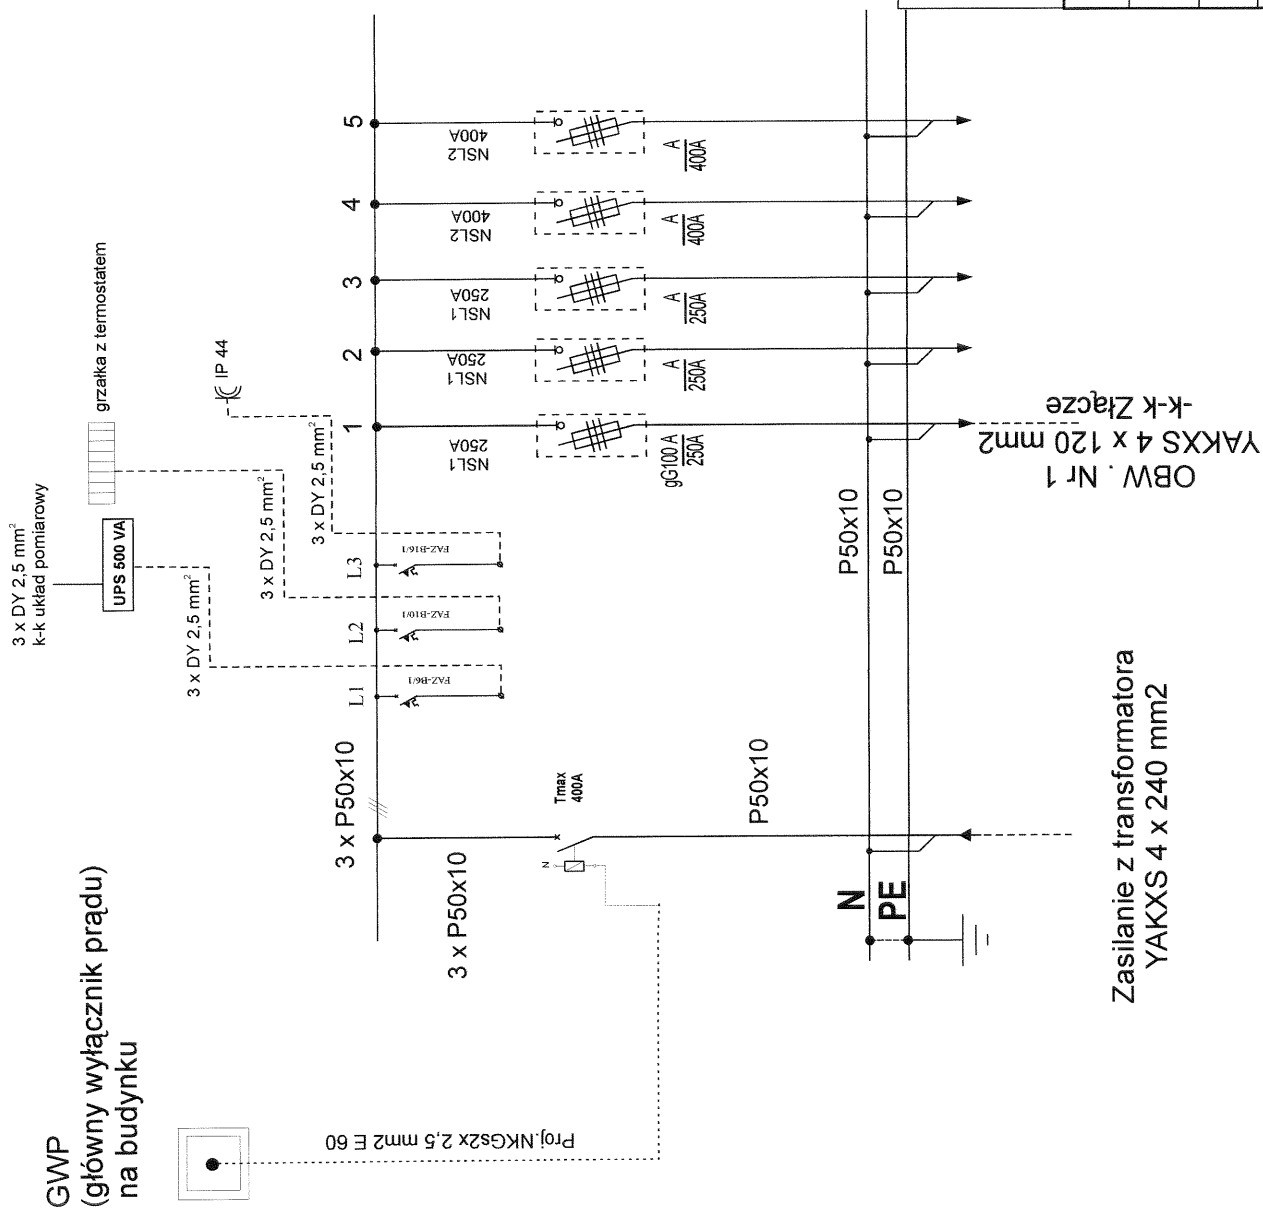 GWP
(główny wyłącznik prądu)
na budynku
Proj.NKGs2x 2,5 mm2 E 60
3 x DY 2,5 mm²
k-k układ pomiarowy
UPS 500 VA
grzałka z termostatem
IP 44
3 x DY 2,5 mm²
3 x DY 2,5 mm²
3 x DY 2,5 mm²
3 x P50x10
L1
L2
L3
1
2
3
4
5
FAZ-B6/1
FAZ-B10/1
FAZ-B16/1
NSL1
250A
NSL1
250A
NSL1
250A
NSL2
400A
NSL2
400A
3 x P50x10
Tmax
400A
N
P50x10
gG100 A
250A
A
250A
A
250A
A
400A
A
400A
N
PE
P50x10
P50x10
Zasilanie z transformatora
YAKXS 4 x 240 mm2
OBW . Nr 1
YAKXS 4 x 120 mm2
-k-k Złącze